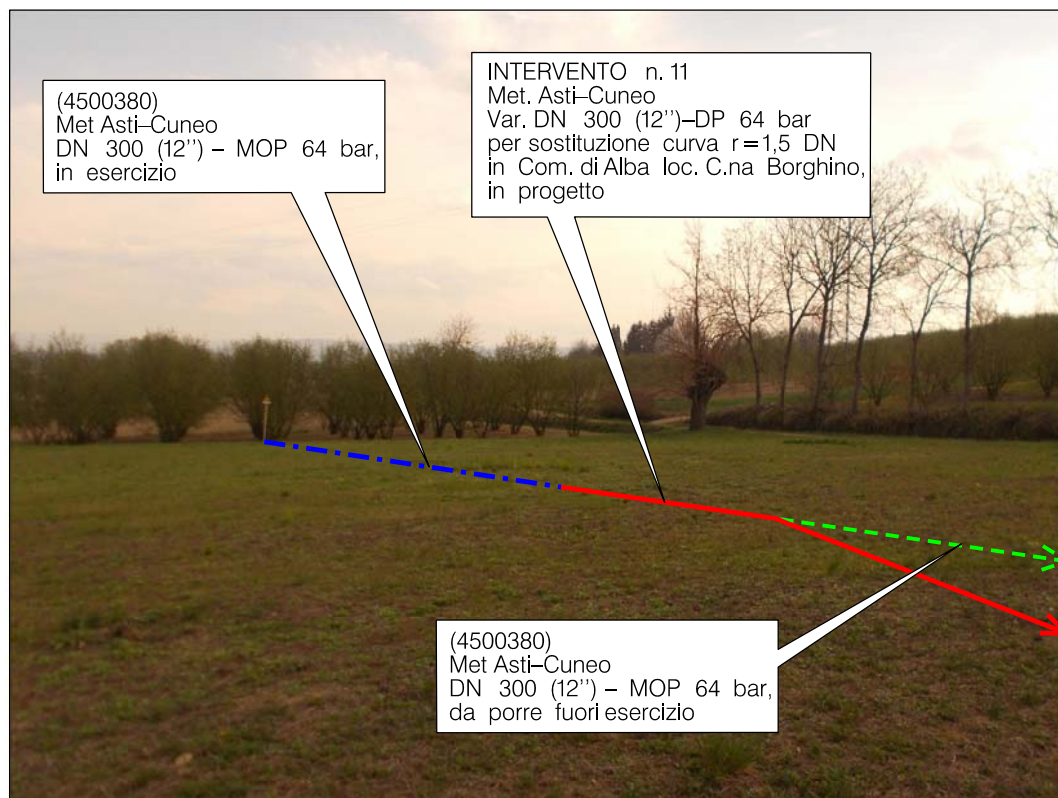 (4500380)
Met Asti–Cuneo
DN 300 (12'') – MOP 64 bar,
in esercizio
INTERVENTO n. 11
Met. Asti–Cuneo
Var. DN 300 (12'')–DP 64 bar
per sostituzione curva r=1,5 DN
in Com. di Alba loc. C.na Borghino,
in progetto
(4500380)
Met Asti–Cuneo
DN 300 (12'') – MOP 64 bar,
da porre fuori esercizio